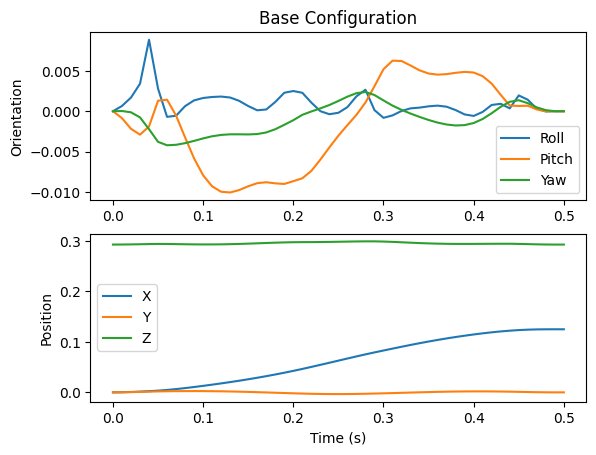 Base Configuration
Orientation
0.005
0.000
−0.005
−0.010
Roll
Pitch
Yaw
0.0 0.1 0.2 0.3 0.4 0.5
Position
0.3
0.2
0.1
0.0
X
Y
Z
0.0 0.1 0.2 0.3 0.4 0.5
Time (s)